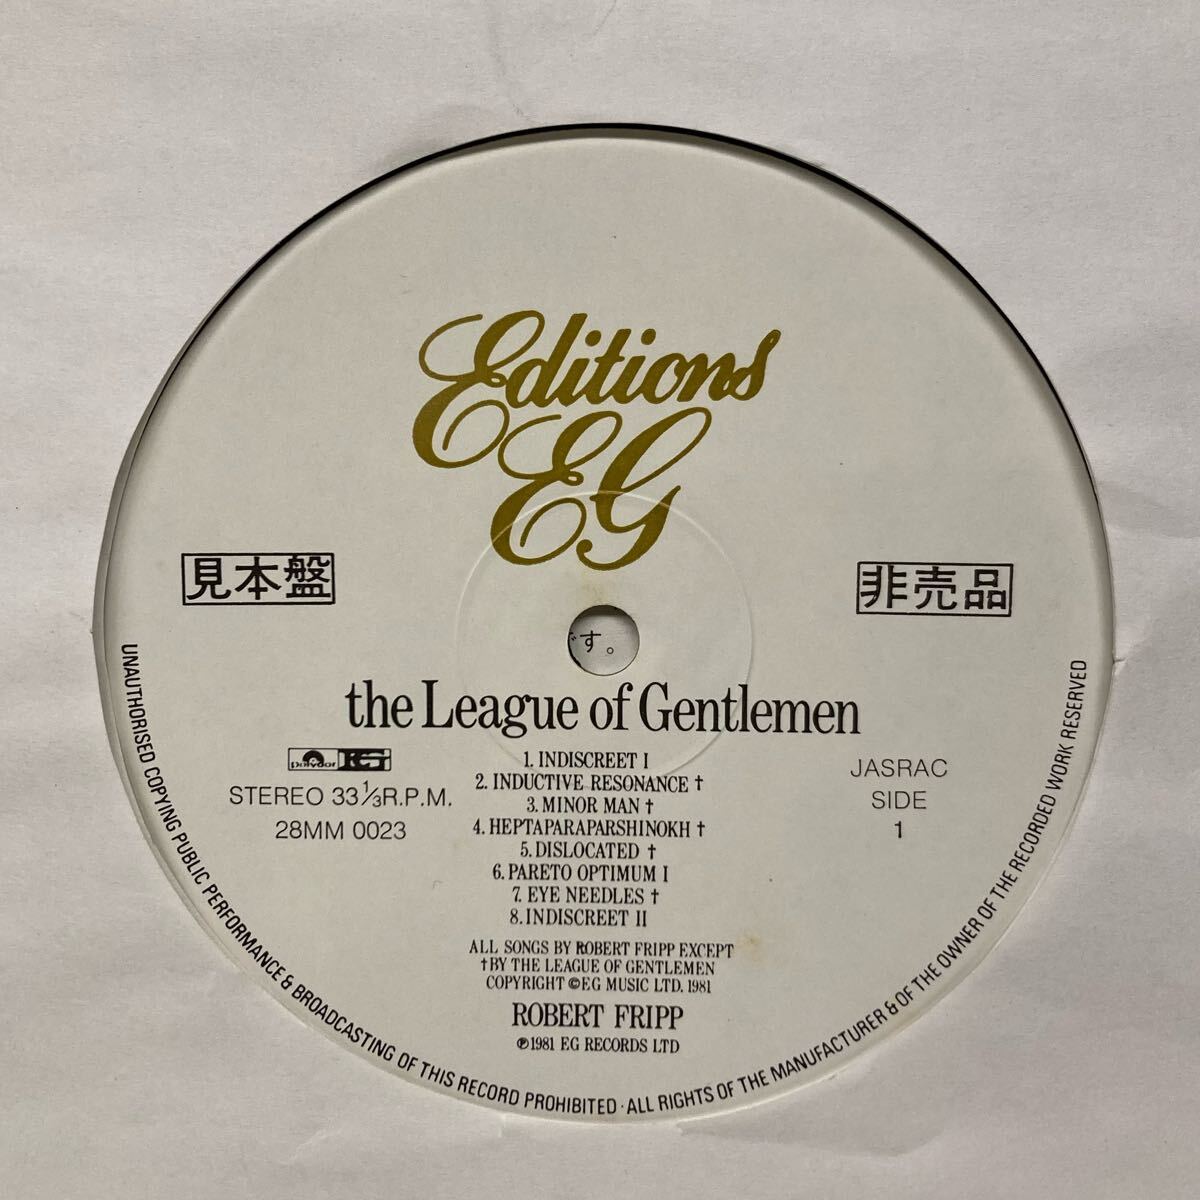 Editions
EG
見本盤
非売品
す。
the League of Gentlemen
polydor EG
STEREO 33 1/3 R.P.M.
28MM 0023
1. INDISCREET I
2. INDUCTIVE RESONANCE †
3. MINOR MAN †
4. HEPTAPARAPARSHINOKH †
5. DISLOCATED †
6. PARETO OPTIMUM I
7. EYE NEEDLES †
8. INDISCREET II
JASRAC
SIDE
1
ALL SONGS BY ROBERT FRIPP EXCEPT
† BY THE LEAGUE OF GENTLEMEN
COPYRIGHT © EG MUSIC LTD. 1981
ROBERT FRIPP
℗ 1981 E.G RECORDS LTD
UNAUTHORISED COPYING PUBLIC PERFORMANCE & BROADCASTING OF THIS RECORD PROHIBITED · ALL RIGHTS OF THE MANUFACTURER & OF THE OWNER OF THE RECORDED WORK RESERVED